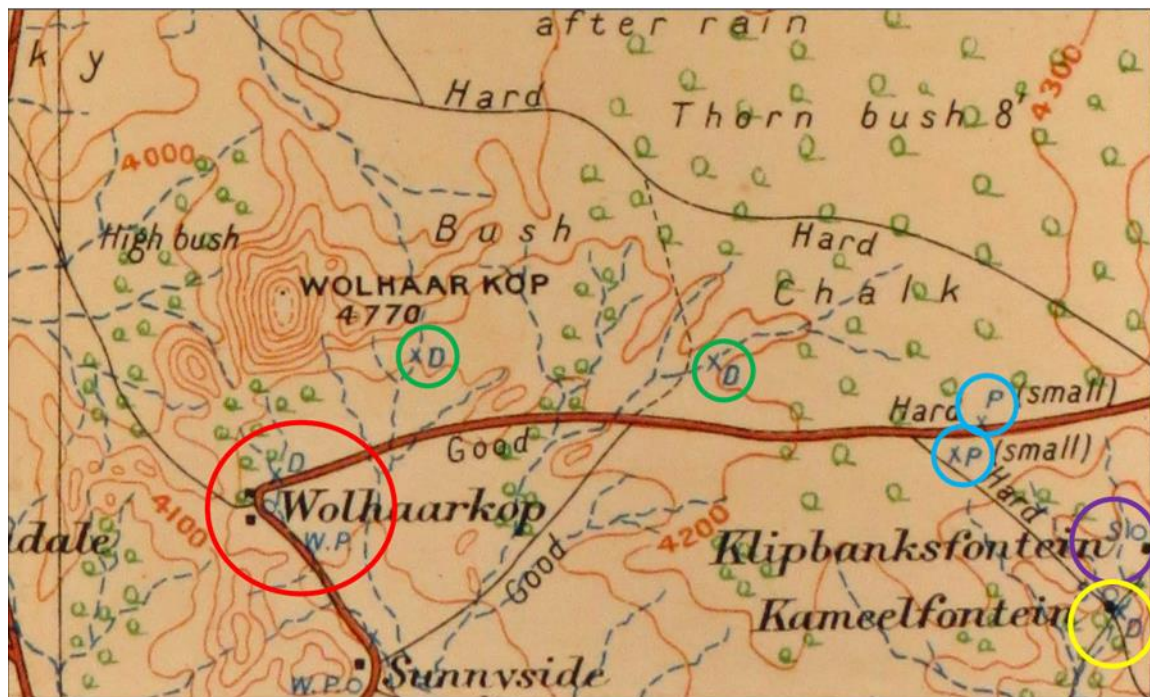 after rain
k y
Hard
Thorn bush 8'
4300
4000
High bush
Bush
Hard
WOLHAAR KOP
4770
Chalk
D
D
P (small)
Hard
Good
P (small)
D
Hard
Wolhaarkop
4100
W.P.
dale
4200
Klipbanksfontein
S
Good
Kameelfontein
D
Sunnyside
W.P.